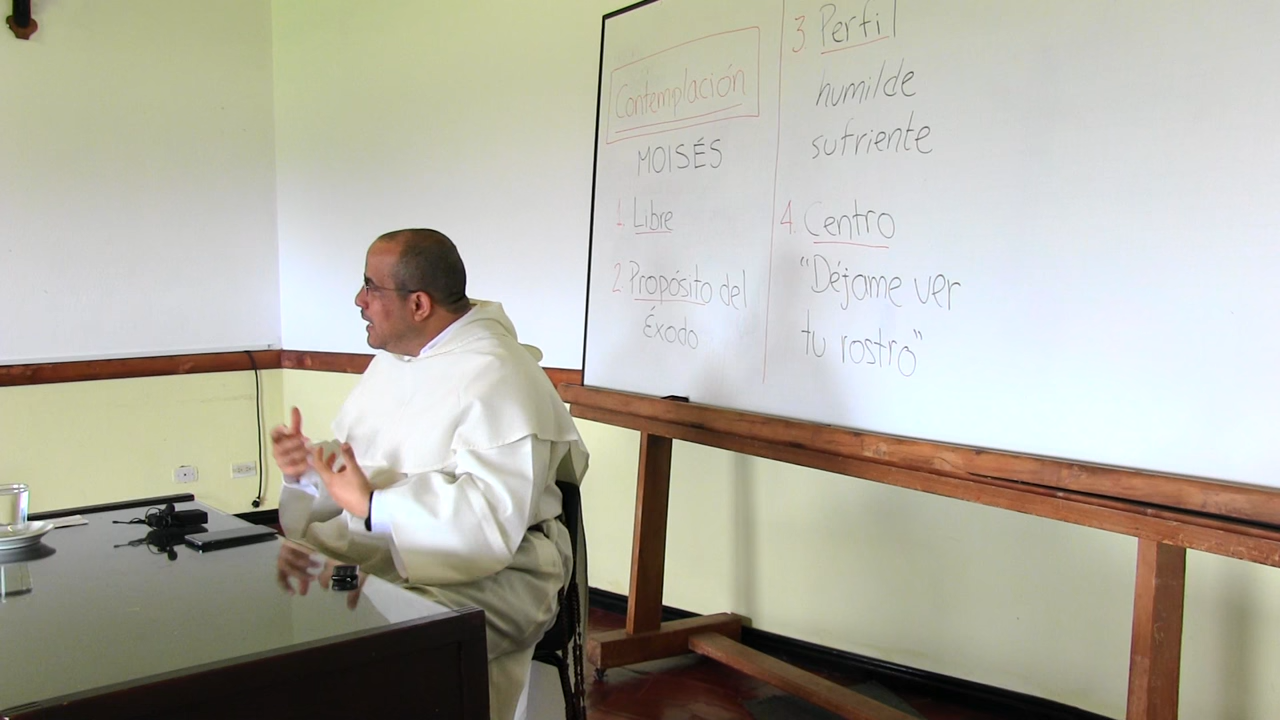 Contemplación
MOISÉS
1. Libre
2. Propósito del
Éxodo
3. Perfil
humilde
sufriente
4. Centro
"Déjame ver
tu rostro"